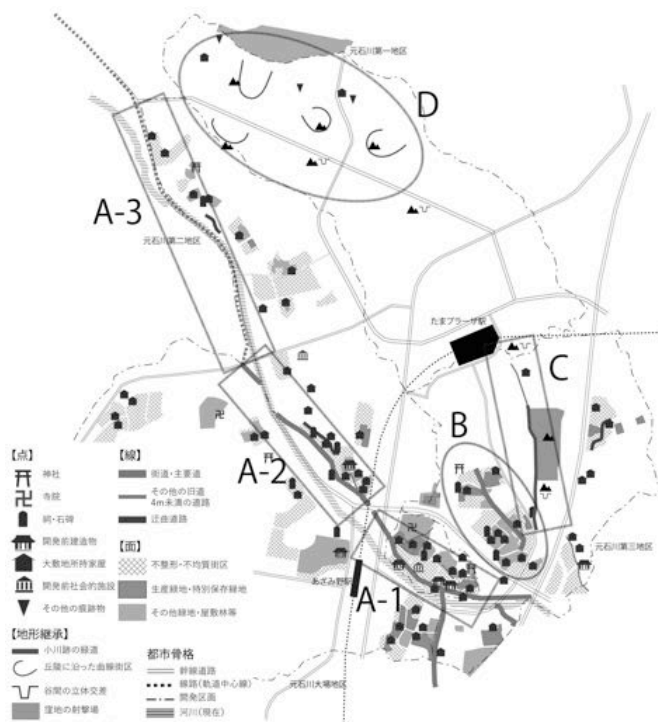 元石川第一地区
D
A-3
元石川第二地区
たまプラーザ駅
C
B
A-2
元石川第三地区
あざみ野駅
A-1
元石川大場地区
【点】
神社
寺院
祠・石碑
開発前建造物
大敷地所持家屋
開発前社会的施設
その他の痕跡物
【線】
街道・主要道
その他の旧道
4m未満の道路
迂曲道路
【面】
不整形・不均質街区
生産緑地・特別保存緑地
その他緑地・屋敷林等
【地形継承】
小川跡の緑道
丘陵に沿った曲線街区
谷間の立体交差
窪地の射撃場
都市骨格
幹線道路
線路(軌道中心線)
開発区画
河川(現在)